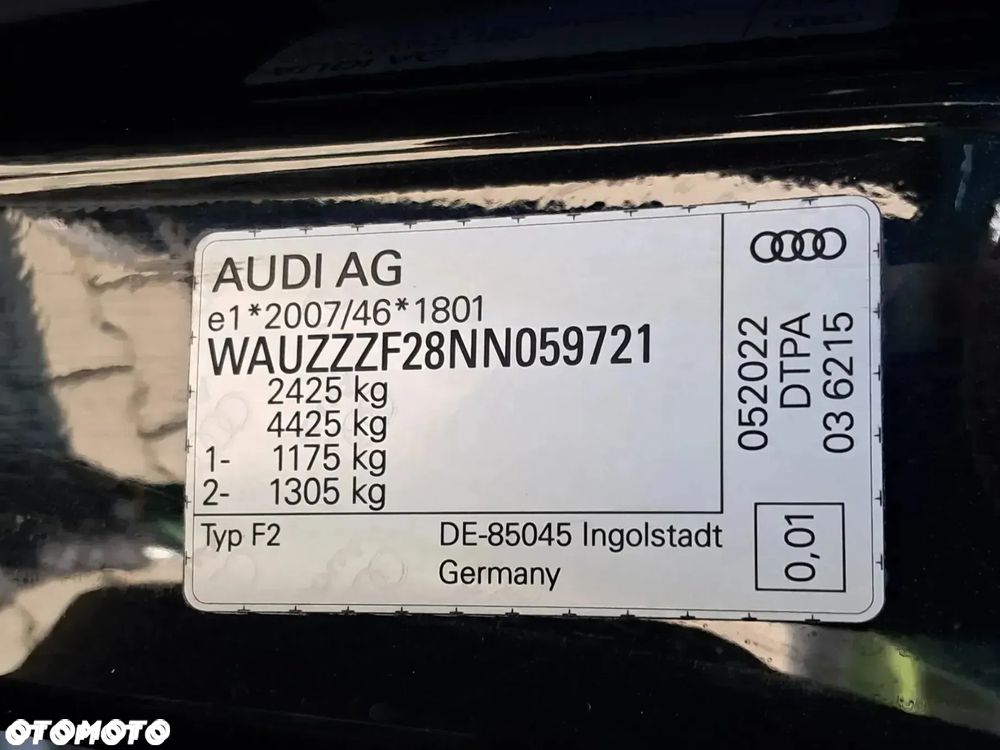 AUDI AG
e1*2007/46*1801
WAUZZZF28NN059721
2425 kg
4425 kg
1- 1175 kg
2- 1305 kg
Typ F2
DE-85045 Ingolstadt
Germany
052022
DTPA
03 6215
0,01
OTOMOTO